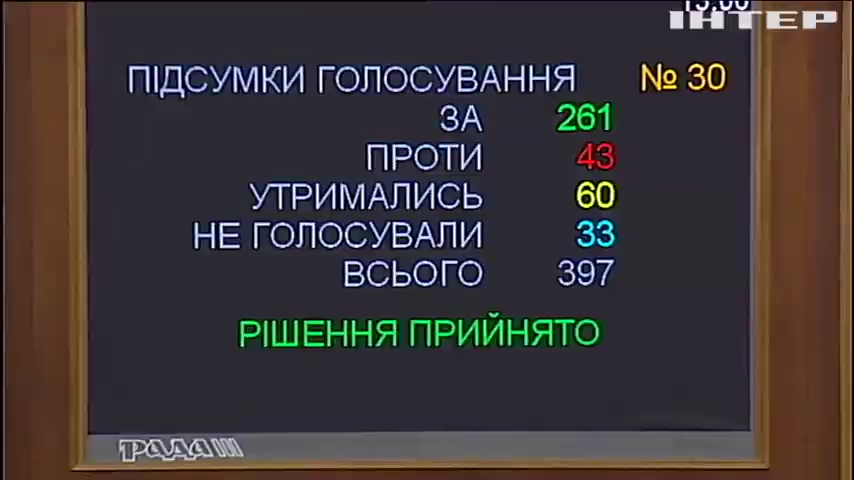 ІНТЕР
ПІДСУМКИ ГОЛОСУВАННЯ № 30
ЗА 261
ПРОТИ 43
УТРИМАЛИСЬ 60
НЕ ГОЛОСУВАЛИ 33
ВСЬОГО 397
РІШЕННЯ ПРИЙНЯТО
РАДА